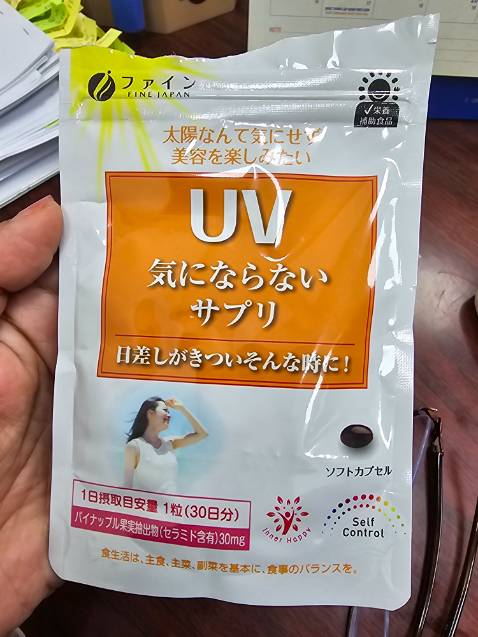 ファイン
FINE JAPAN
✓栄養
補助食品
太陽なんて気にせず
美容を楽しみたい
UV
気にならない
サプリ
日差しがきついそんな時に!
ソフトカプセル
1日摂取目安量 1粒(30日分)
パイナップル果実抽出物(セラミド含有)30mg
Inner Happy
Self
Control
食生活は、主食、主菜、副菜を基本に、食事のバランスを。